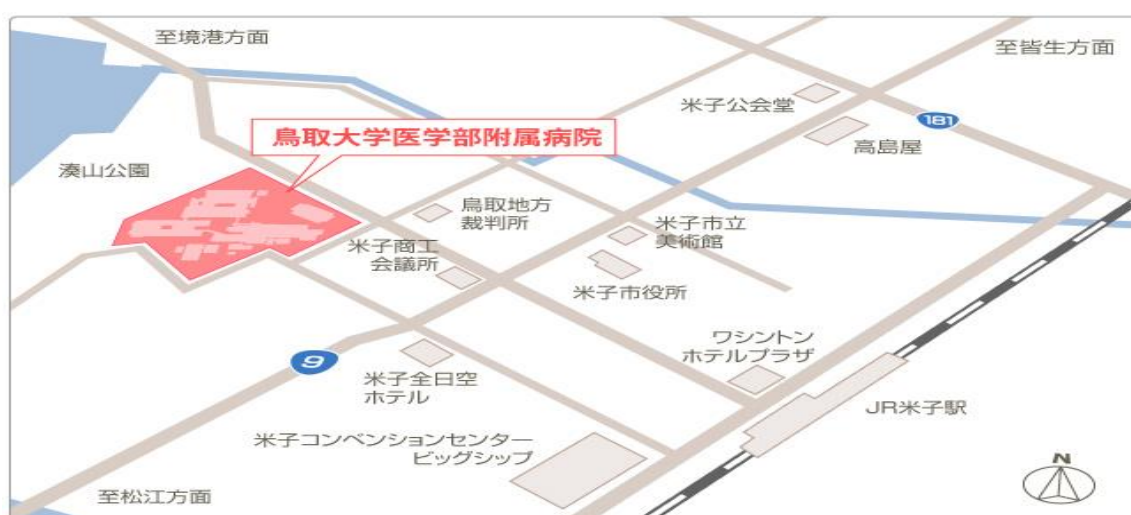 至境港方面
至皆生方面
米子公会堂
181
鳥取大学医学部附属病院
高島屋
湊山公園
鳥取地方
裁判所
米子市立
美術館
米子商工
会議所
米子市役所
ワシントン
ホテルプラザ
9
米子全日空
ホテル
JR米子駅
米子コンベンションセンター
ビッグシップ
N
至松江方面